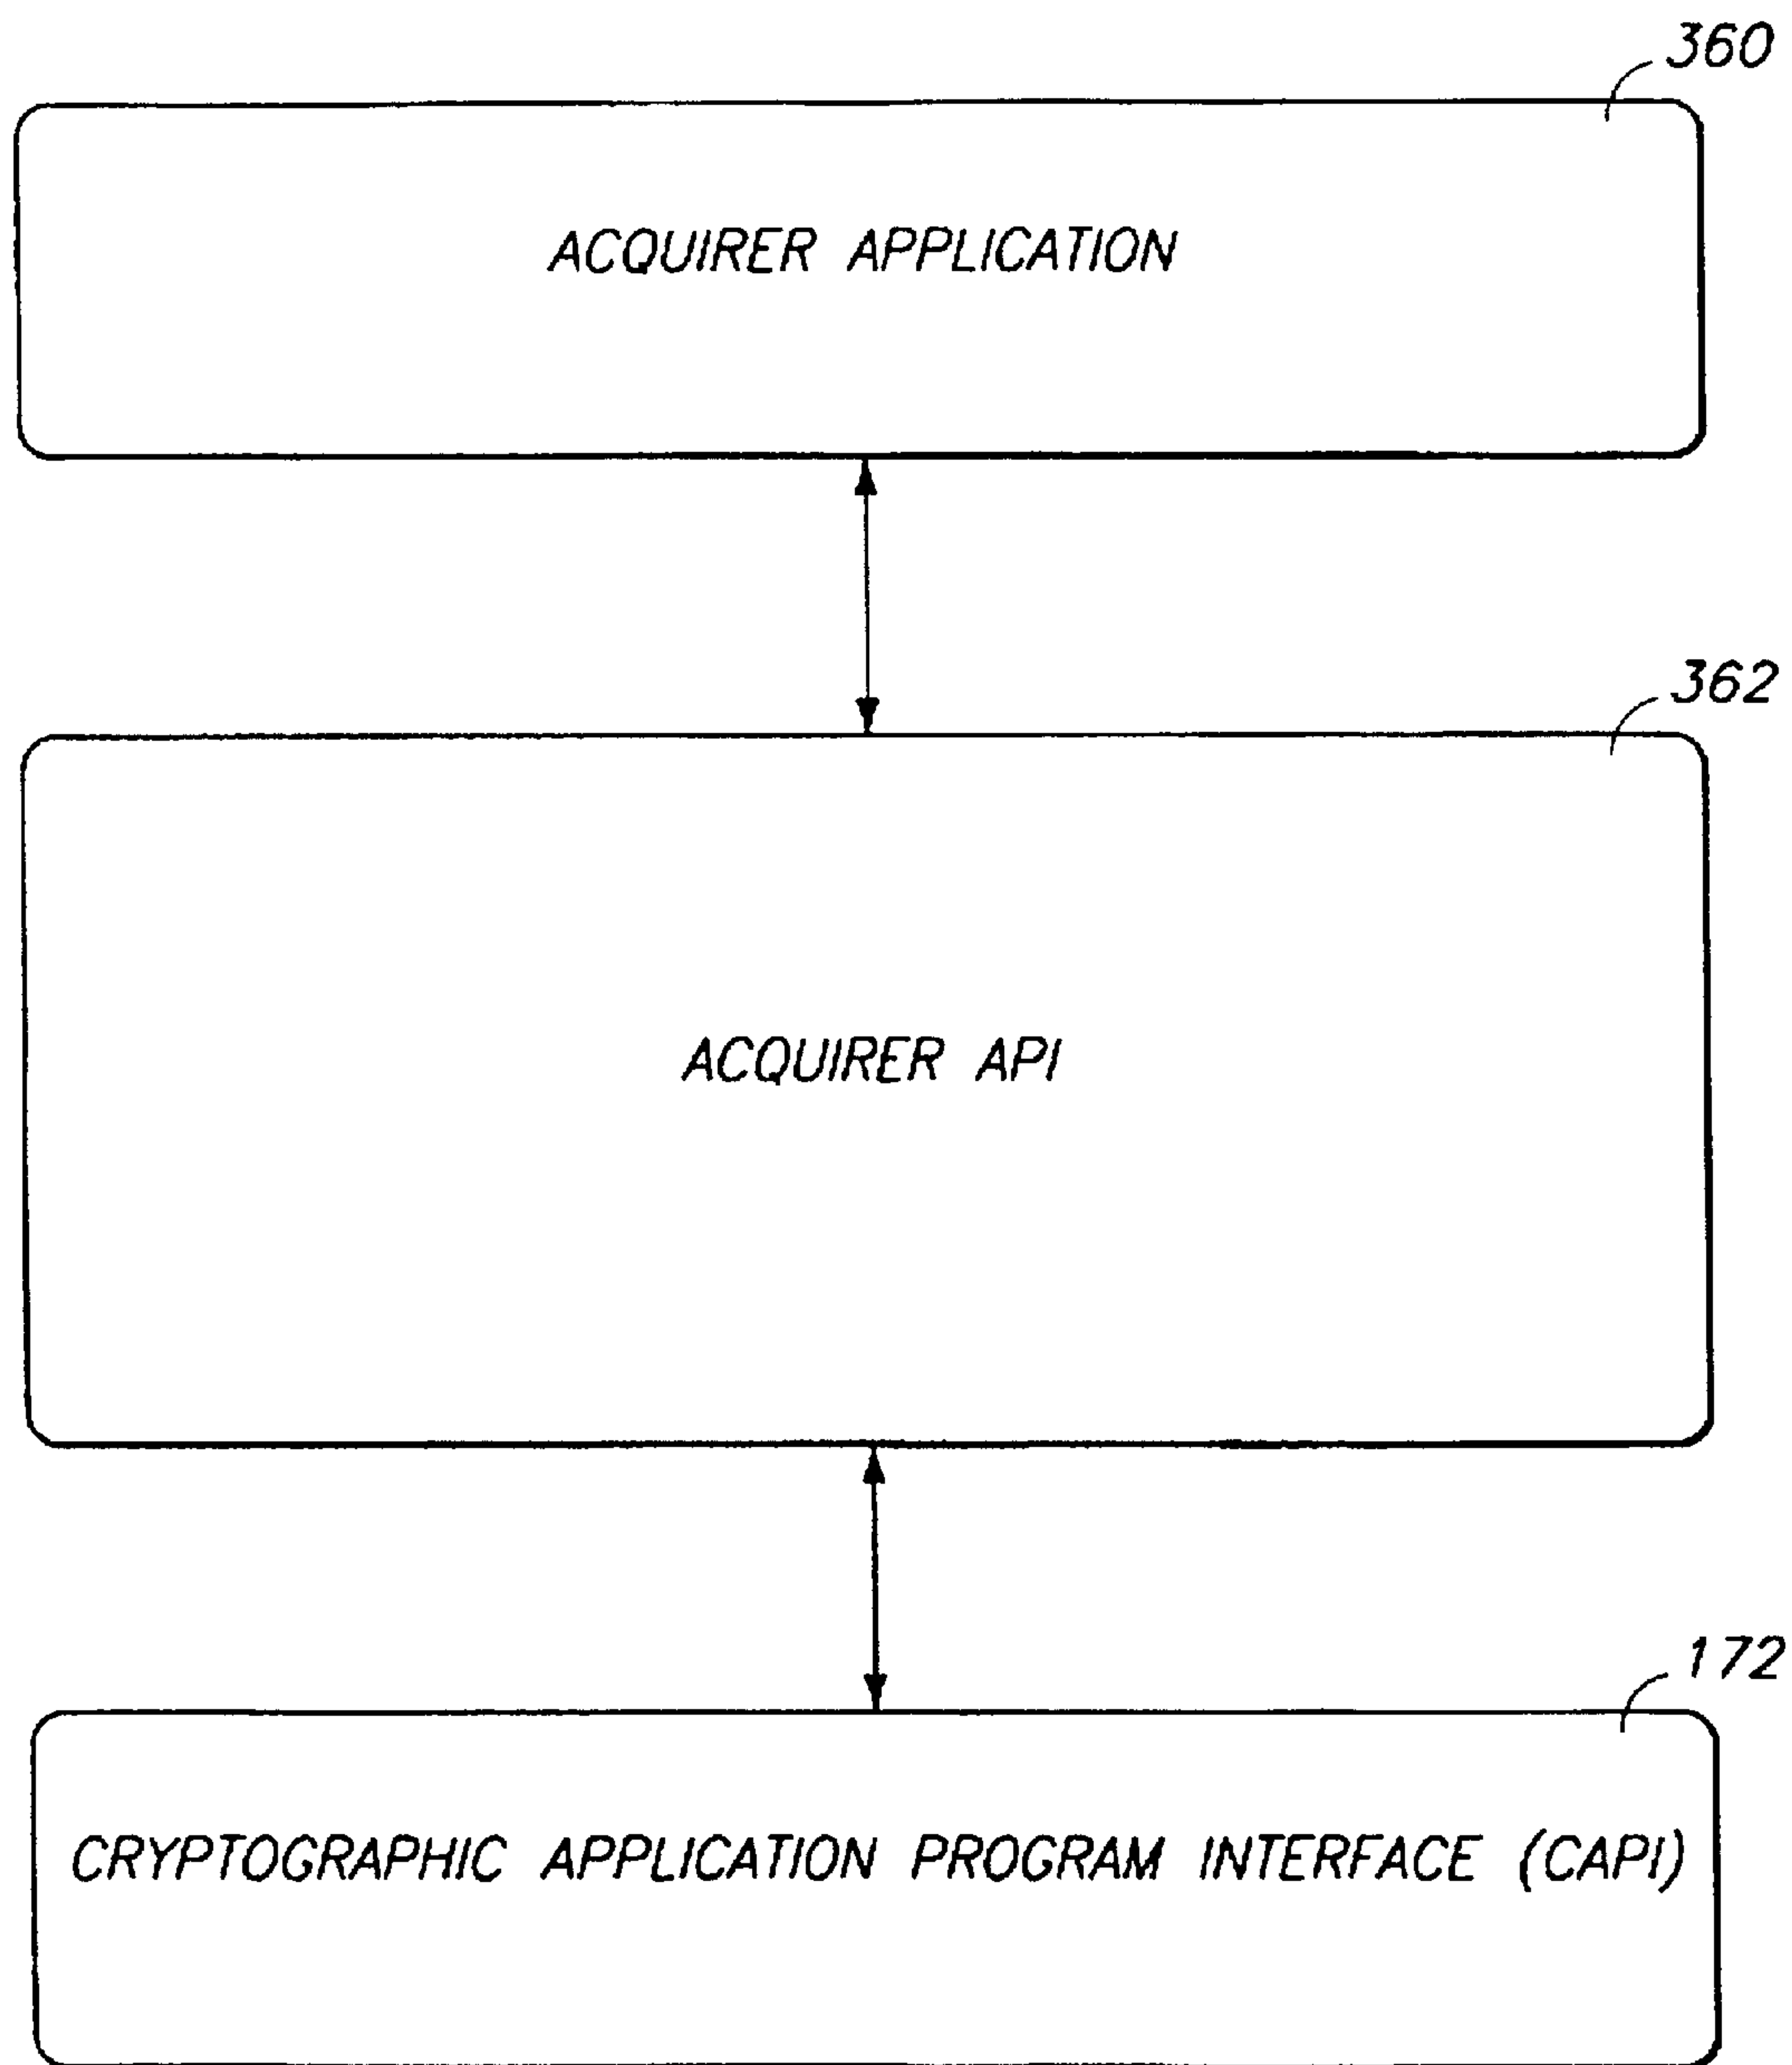 360
ACQUIRER APPLICATION
362
ACQUIRER API
172
CRYPTOGRAPHIC APPLICATION PROGRAM INTERFACE (CAPI)